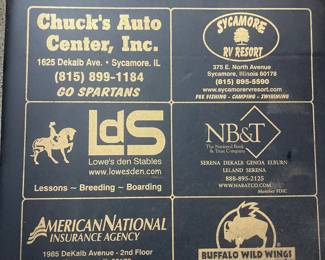 Chuck's Auto
Center, Inc.
1625 Dekalb Ave. • Sycamore. IL
(815) 899-1184
GO SPARTANS
SYCAMORE
RV RESORT
375 E. North Avenue
Sycamore, Illinois 60178
(815) 895-5590
www.sycamorervresort.com
FEE FISHING - CAMPING - SWIMMING
LdS
Lowe's den Stables
www.lowesden.com
Lessons ~ Breeding ~ Boarding
NB&T
The National Bank
& Trust Company
SERENA DEKALB GENOA ELBURN
LELAND SERENA
888-895-2125
WWW.NABATCO.COM
Member FDIC
AMERICAN NATIONAL
INSURANCE AGENCY
1985 DeKalb Avenue - 2nd Floor
BUFFALO WILD WINGS